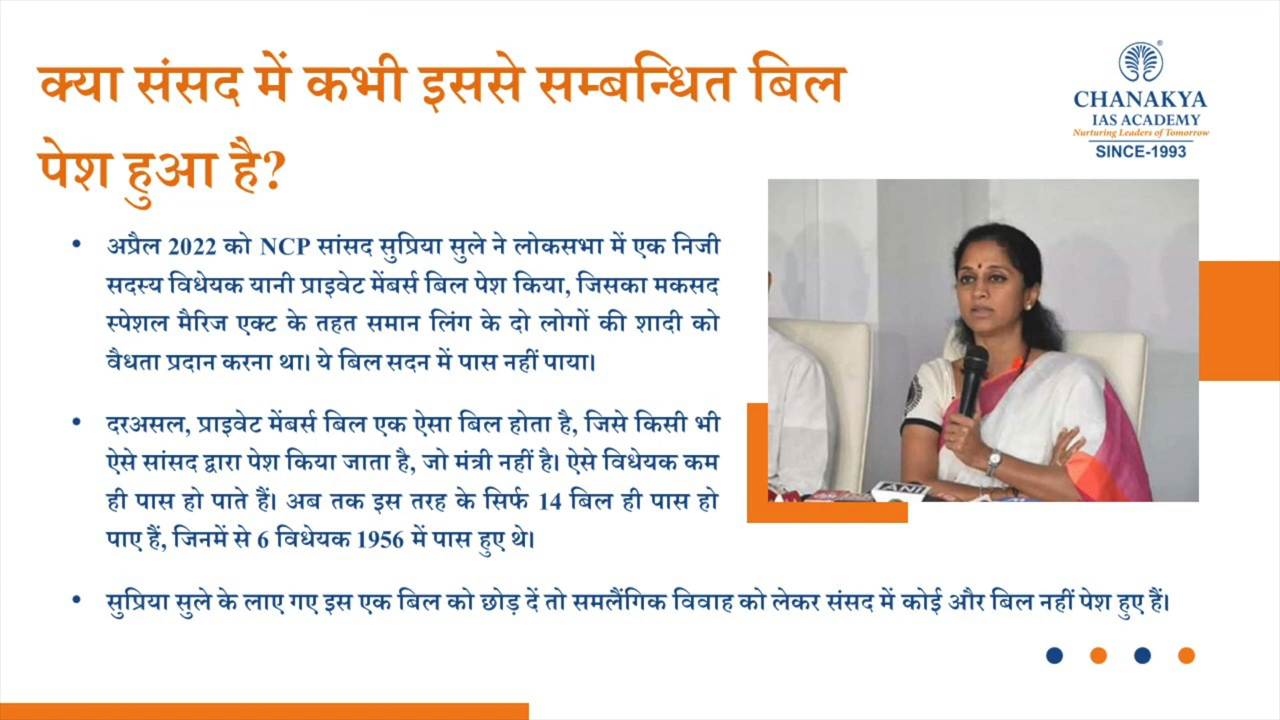 क्या संसद में कभी इससे सम्बन्धित बिल
पेश हुआ है?
CHANAKYA
IAS ACADEMY
Nurturing Leaders of Tomorrow
SINCE-1993
• अप्रैल 2022 को NCP सांसद सुप्रिया सुले ने लोकसभा में एक निजी
सदस्य विधेयक यानी प्राइवेट मेंबर्स बिल पेश किया, जिसका मकसद
स्पेशल मैरिज एक्ट के तहत समान लिंग के दो लोगों की शादी को
वैधता प्रदान करना था। ये बिल सदन में पास नहीं पाया।
• दरअसल, प्राइवेट मेंबर्स बिल एक ऐसा बिल होता है, जिसे किसी भी
ऐसे सांसद द्वारा पेश किया जाता है, जो मंत्री नहीं है। ऐसे विधेयक कम
ही पास हो पाते हैं। अब तक इस तरह के सिर्फ 14 बिल ही पास हो
पाए हैं, जिनमें से 6 विधेयक 1956 में पास हुए थे।
• सुप्रिया सुले के लाए गए इस एक बिल को छोड़ दें तो समलैंगिक विवाह को लेकर संसद में कोई और बिल नहीं पेश हुए हैं।
ANI